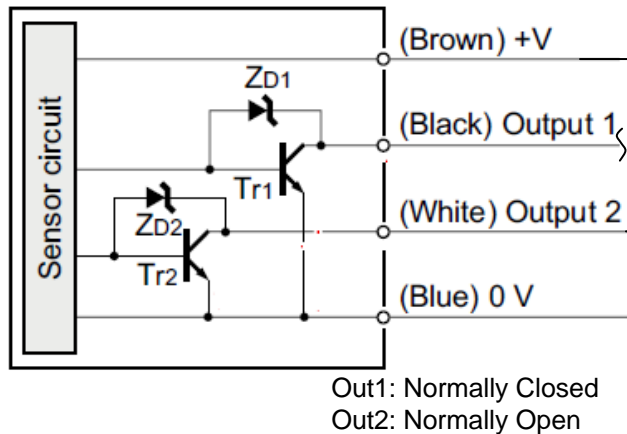 Sensor circuit
(Brown) +V
ZD1
(Black) Output 1
Tr1
(White) Output 2
ZD2
Tr2
(Blue) 0 V
Out1: Normally Closed
Out2: Normally Open